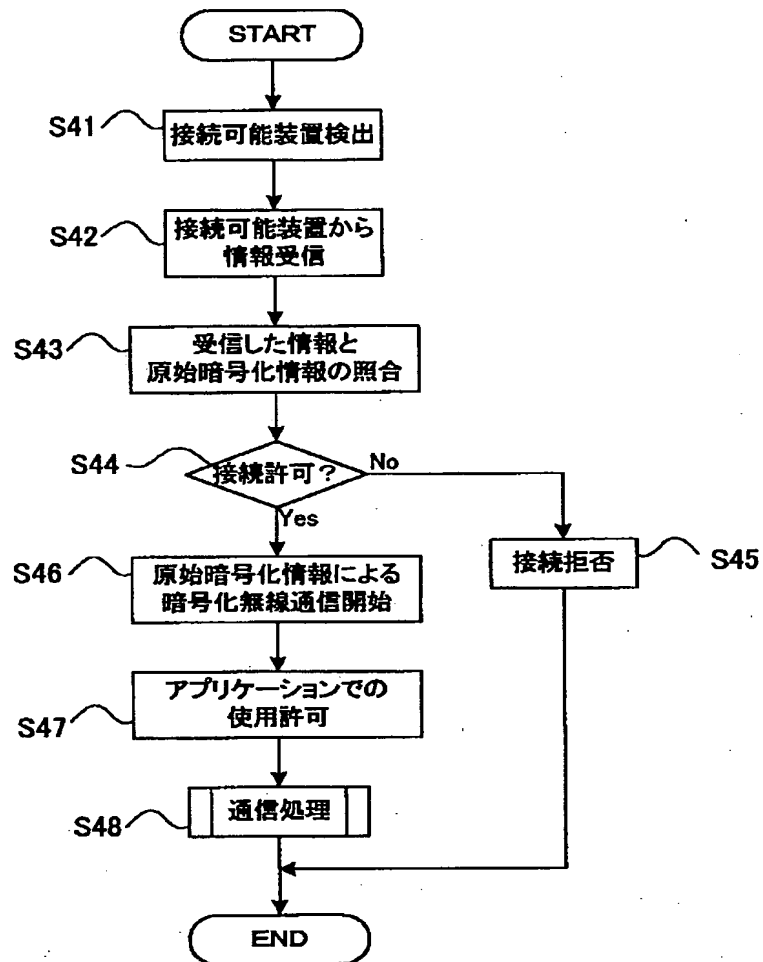 START
S41
接続可能装置検出
S42
接続可能装置から
情報受信
S43
受信した情報と
原始暗号化情報の照合
S44
接続許可?
No
Yes
S45
接続拒否
S46
原始暗号化情報による
暗号化無線通信開始
S47
アプリケーションでの
使用許可
S48
通信処理
END